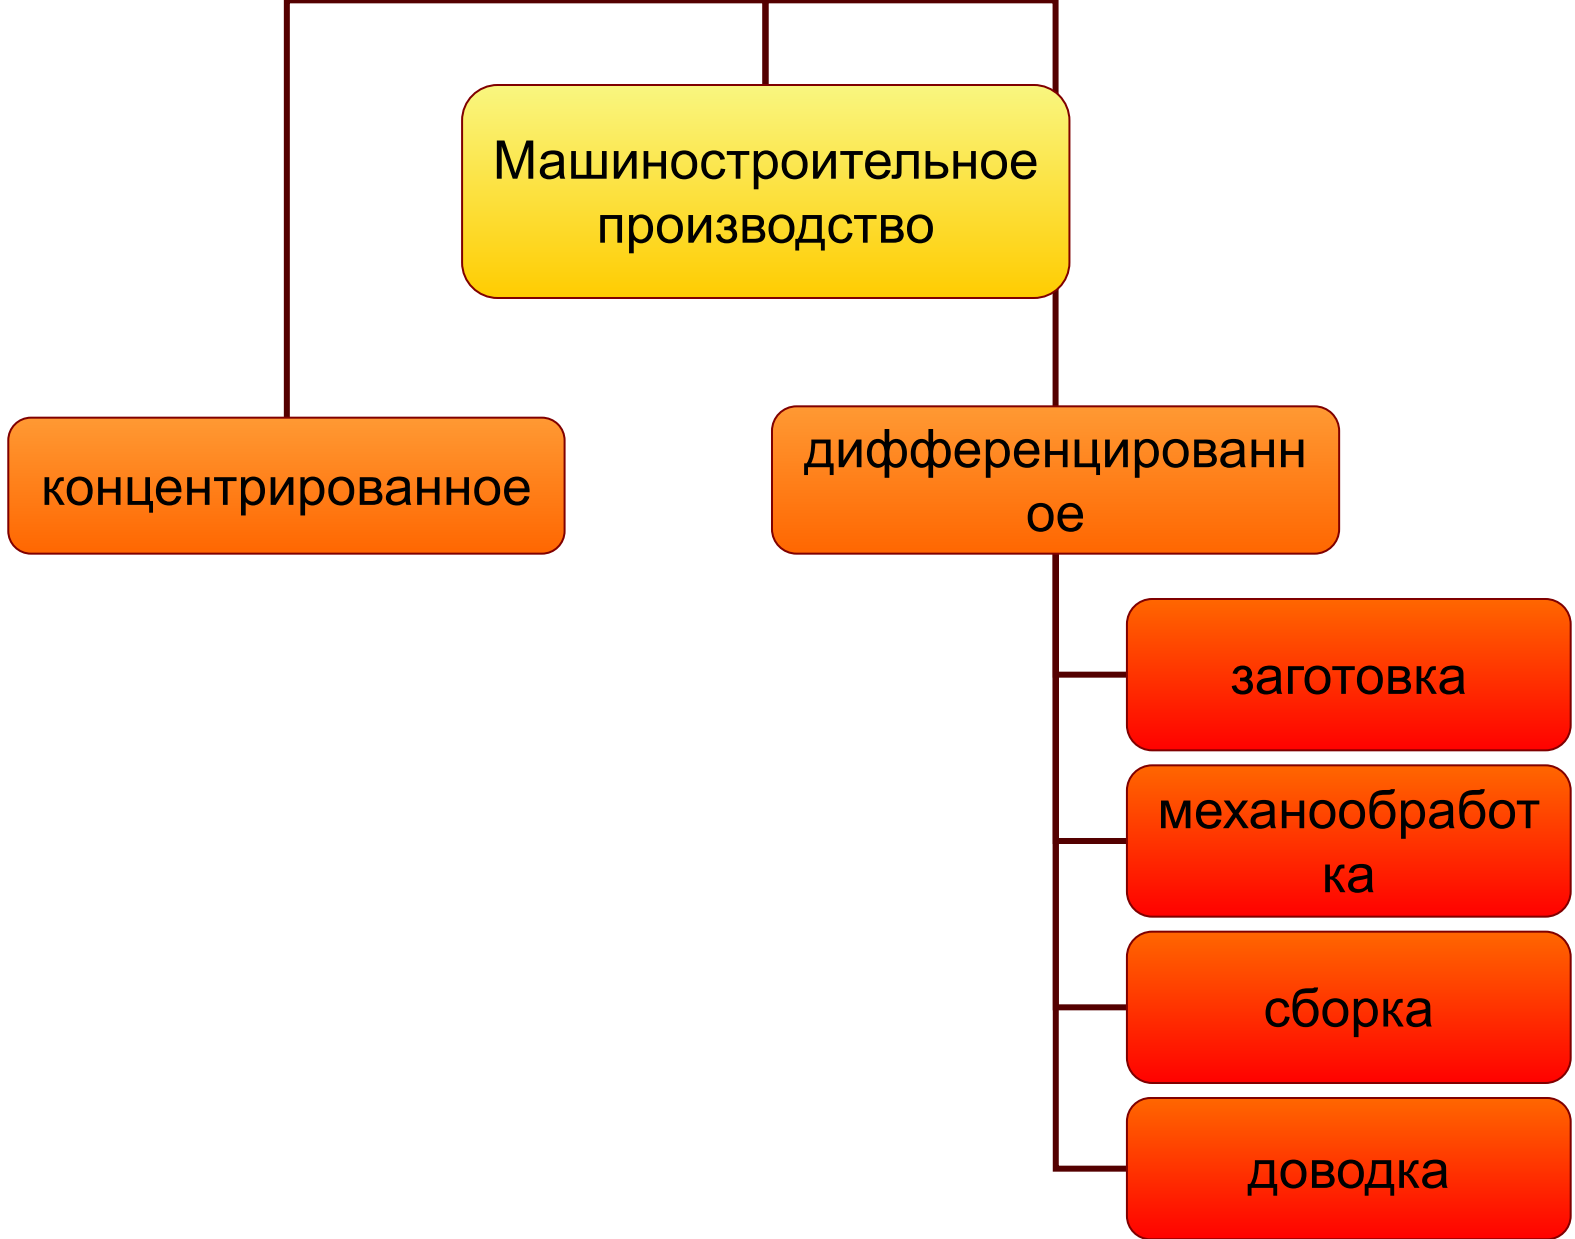 Машиностроительное
производство
концентрированное
дифференцированн
ое
заготовка
механообработ
ка
сборка
доводка